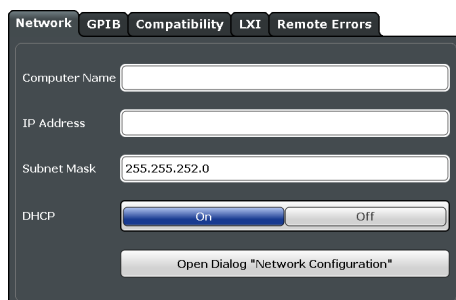 Network GPIB Compatibility LXI Remote Errors
Computer Name
IP Address
Subnet Mask 255.255.252.0
DHCP On Off
Open Dialog "Network Configuration"